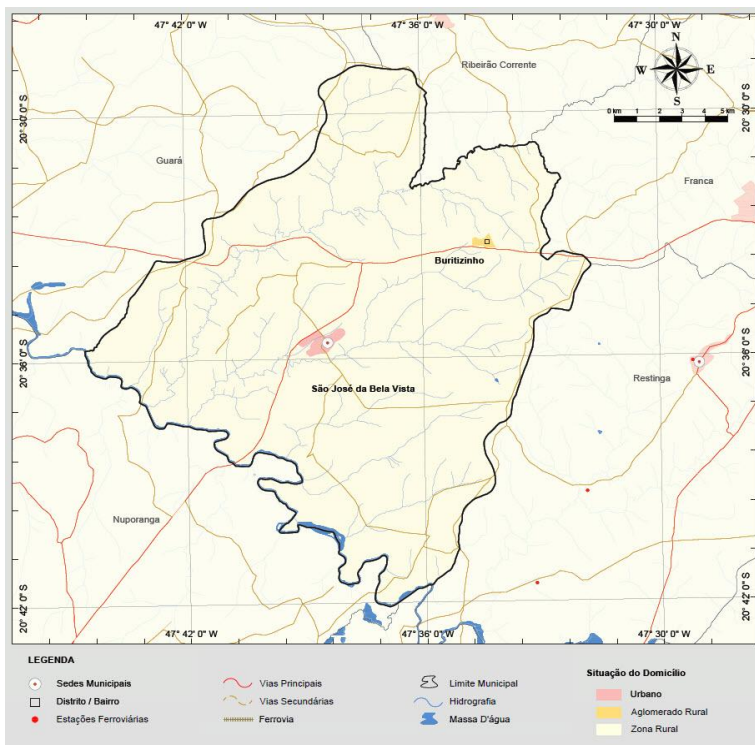 47° 42' 0" W
47° 36' 0" W
47° 30' 0" W
N
W
E
S
0 km
1
2
3
4
5 km
20° 30' 0" S
20° 30' 0" S
Ribeirão Corrente
Guará
Franca
Buritizinho
20° 36' 0" S
20° 36' 0" S
São José da Bela Vista
Restinga
Nuporanga
20° 42' 0" S
20° 42' 0" S
47° 42' 0" W
47° 36' 0" W
47° 30' 0" W
LEGENDA
Sedes Municipais
Distrito / Bairro
Estações Ferroviárias
Vias Principais
Vias Secundárias
Ferrovia
Limite Municipal
Hidrografia
Massa D'água
Situação do Domicílio
Urbano
Aglomerado Rural
Zona Rural